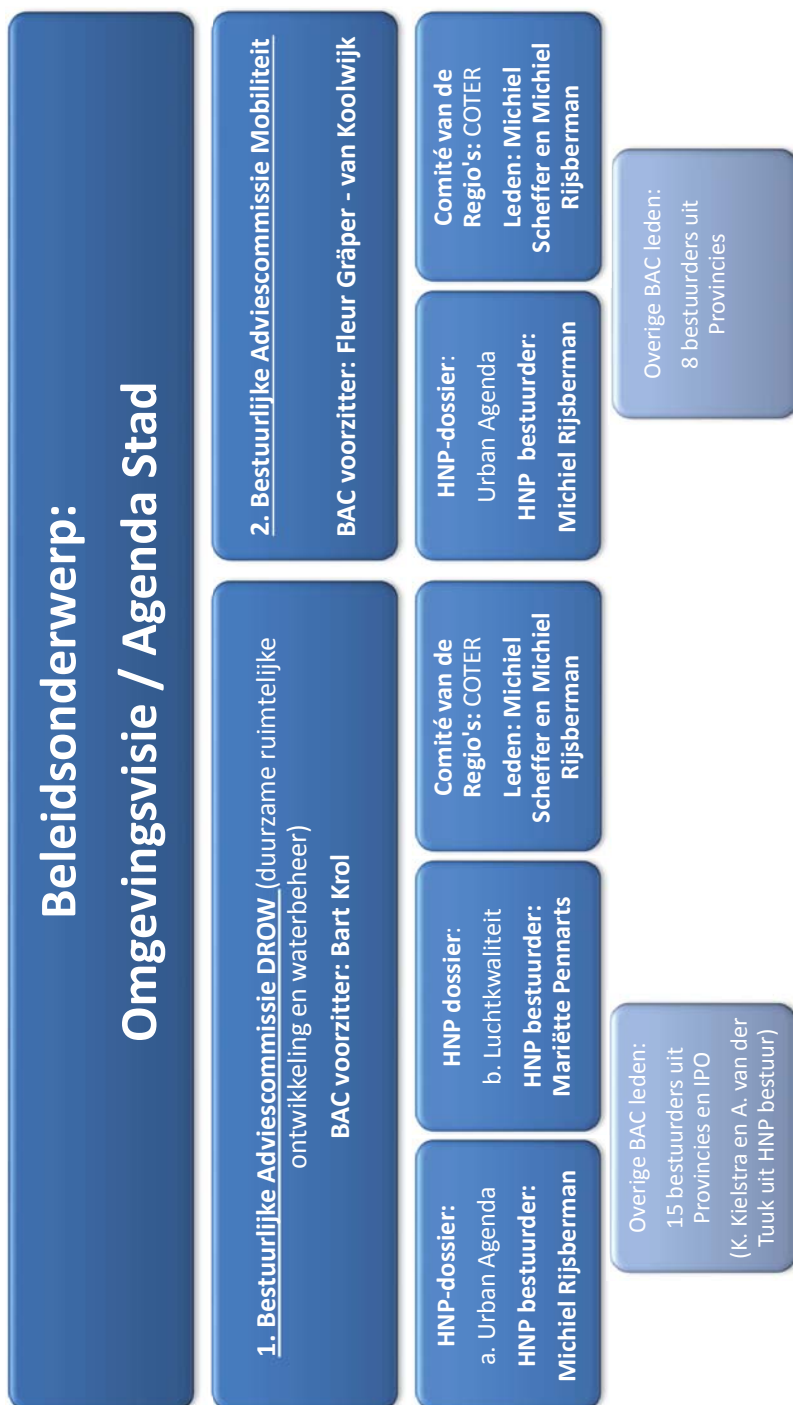 Beleidsonderwerp:
Omgevingsvisie / Agenda Stad
1. Bestuurlijke Adviescommissie DROW (duurzame ruimtelijke
ontwikkeling en waterbeheer)
BAC voorzitter: Bart Krol
HNP-dossier:
a. Urban Agenda
HNP bestuurder:
Michiel Rijsberman
HNP dossier:
b. Luchtkwaliteit
HNP bestuurder:
Mariëtte Pennarts
Comité van de
Regio's: COTER
Leden: Michiel
Scheffer en Michiel
Rijsberman
Overige BAC leden:
15 bestuurders uit
Provincies en IPO
(K. Kielstra en A. van der
Tuuk uit HNP bestuur)
2. Bestuurlijke Adviescommissie Mobiliteit
BAC voorzitter: Fleur Gräper - van Koolwijk
HNP-dossier:
Urban Agenda
HNP bestuurder:
Michiel Rijsberman
Comité van de
Regio's: COTER
Leden: Michiel
Scheffer en Michiel
Rijsberman
Overige BAC leden:
8 bestuurders uit
Provincies